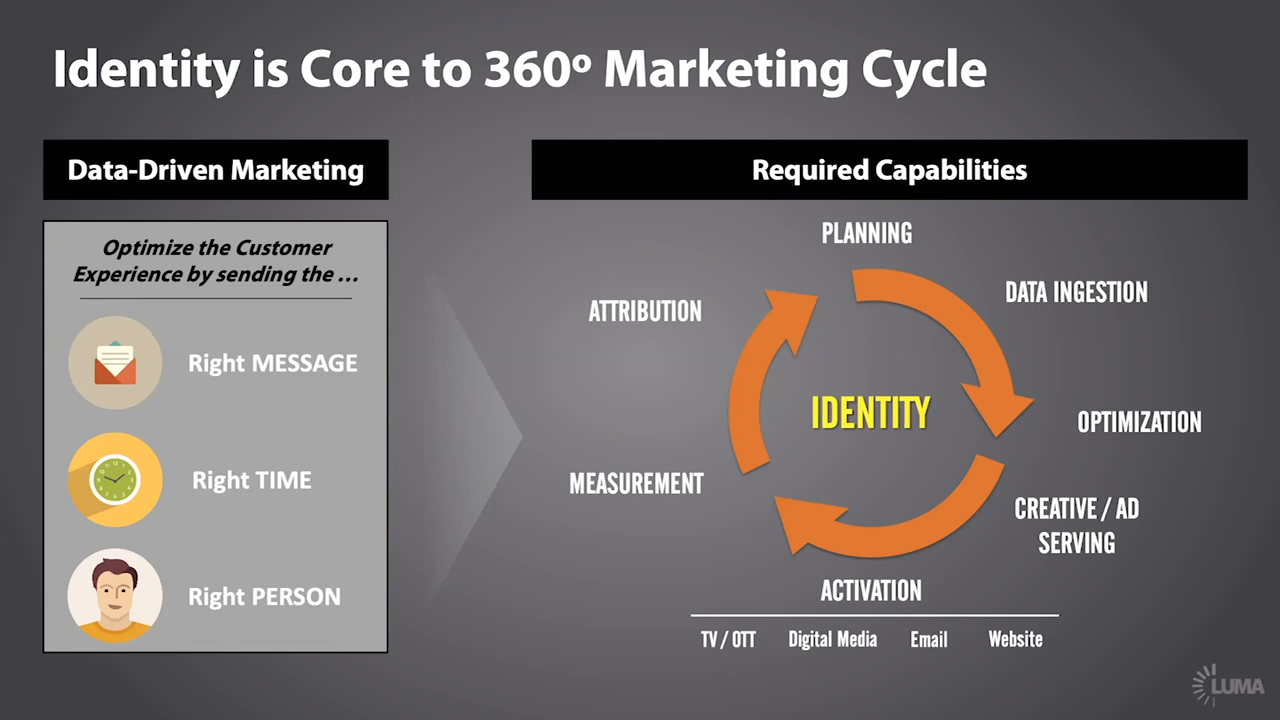 Identity is Core to 360º Marketing Cycle
Data-Driven Marketing
Optimize the Customer
Experience by sending the ...
Right MESSAGE
Right TIME
Right PERSON
Required Capabilities
PLANNING
DATA INGESTION
OPTIMIZATION
CREATIVE / AD
SERVING
ACTIVATION
TV / OTT Digital Media Email Website
MEASUREMENT
ATTRIBUTION
IDENTITY
LUMA